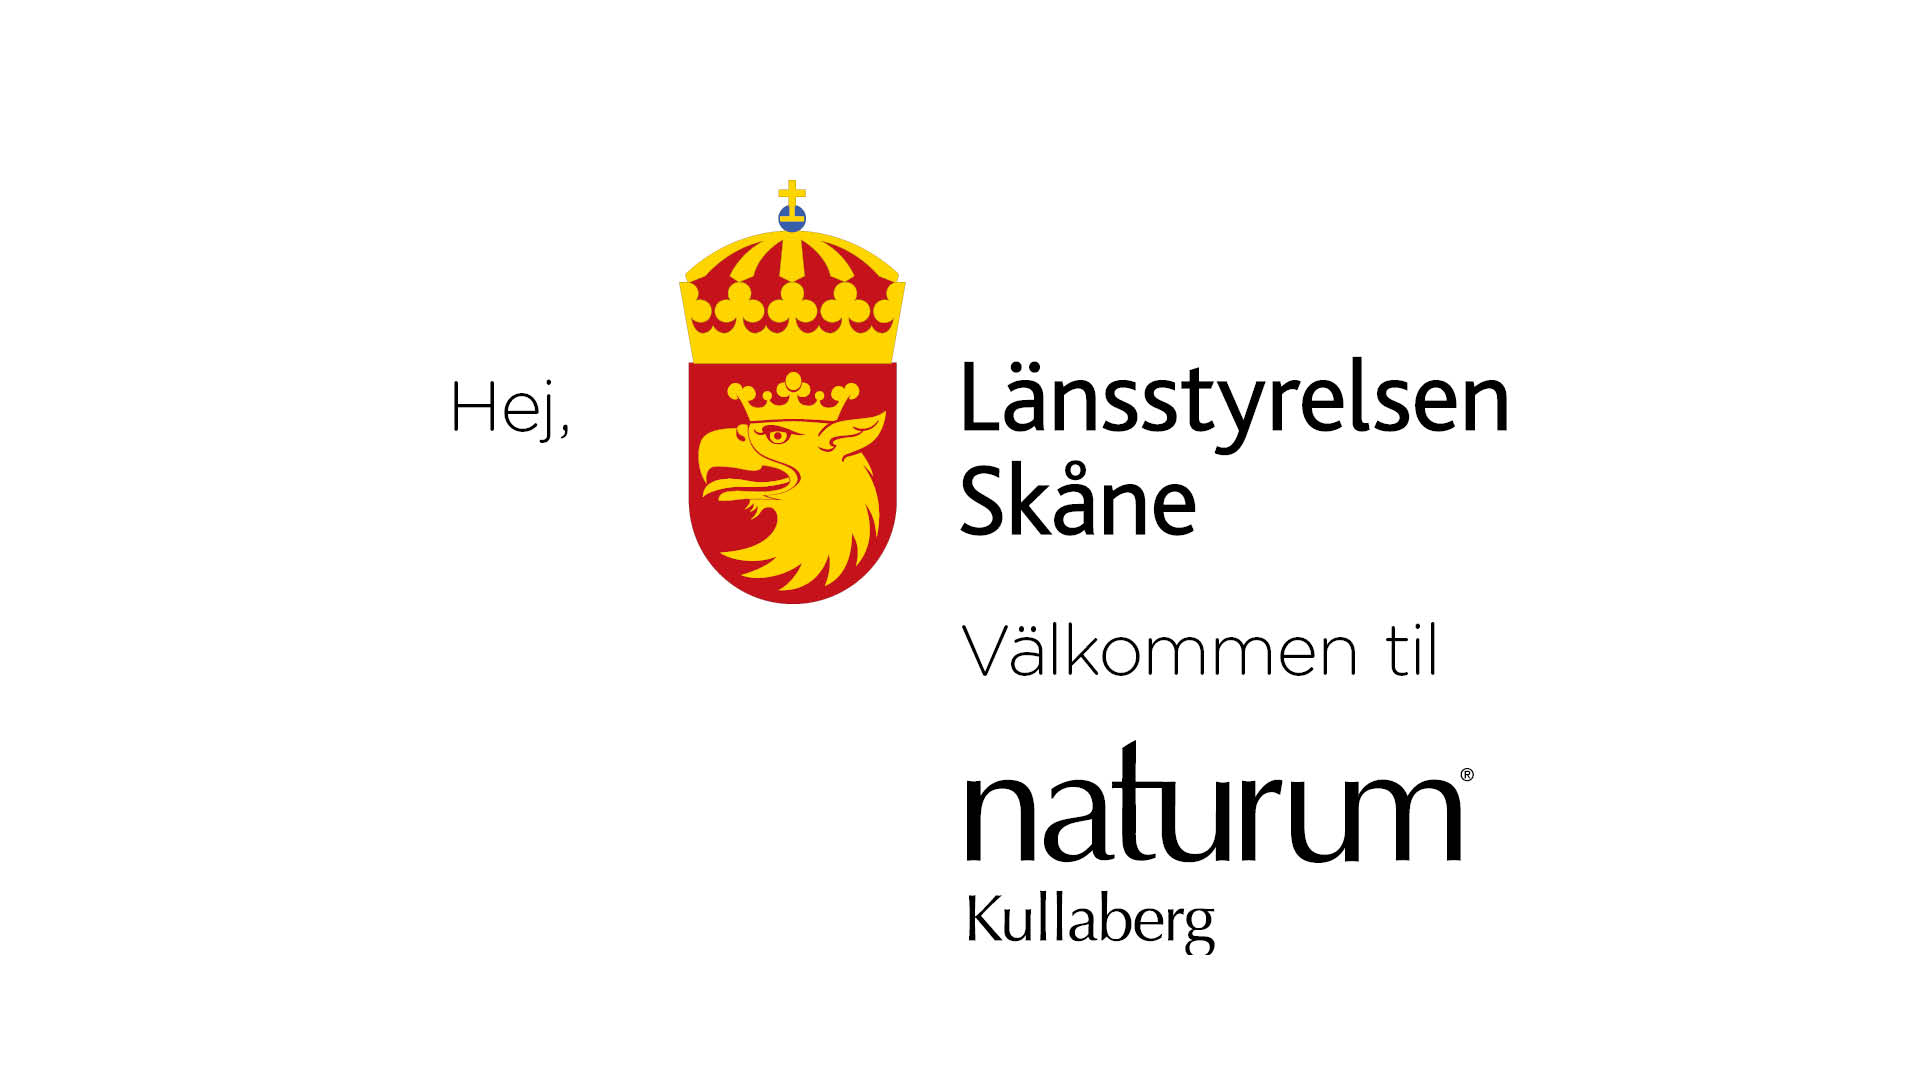 Hej,
Länsstyrelsen
Skåne
Välkommen til
naturum®
Kullaberg